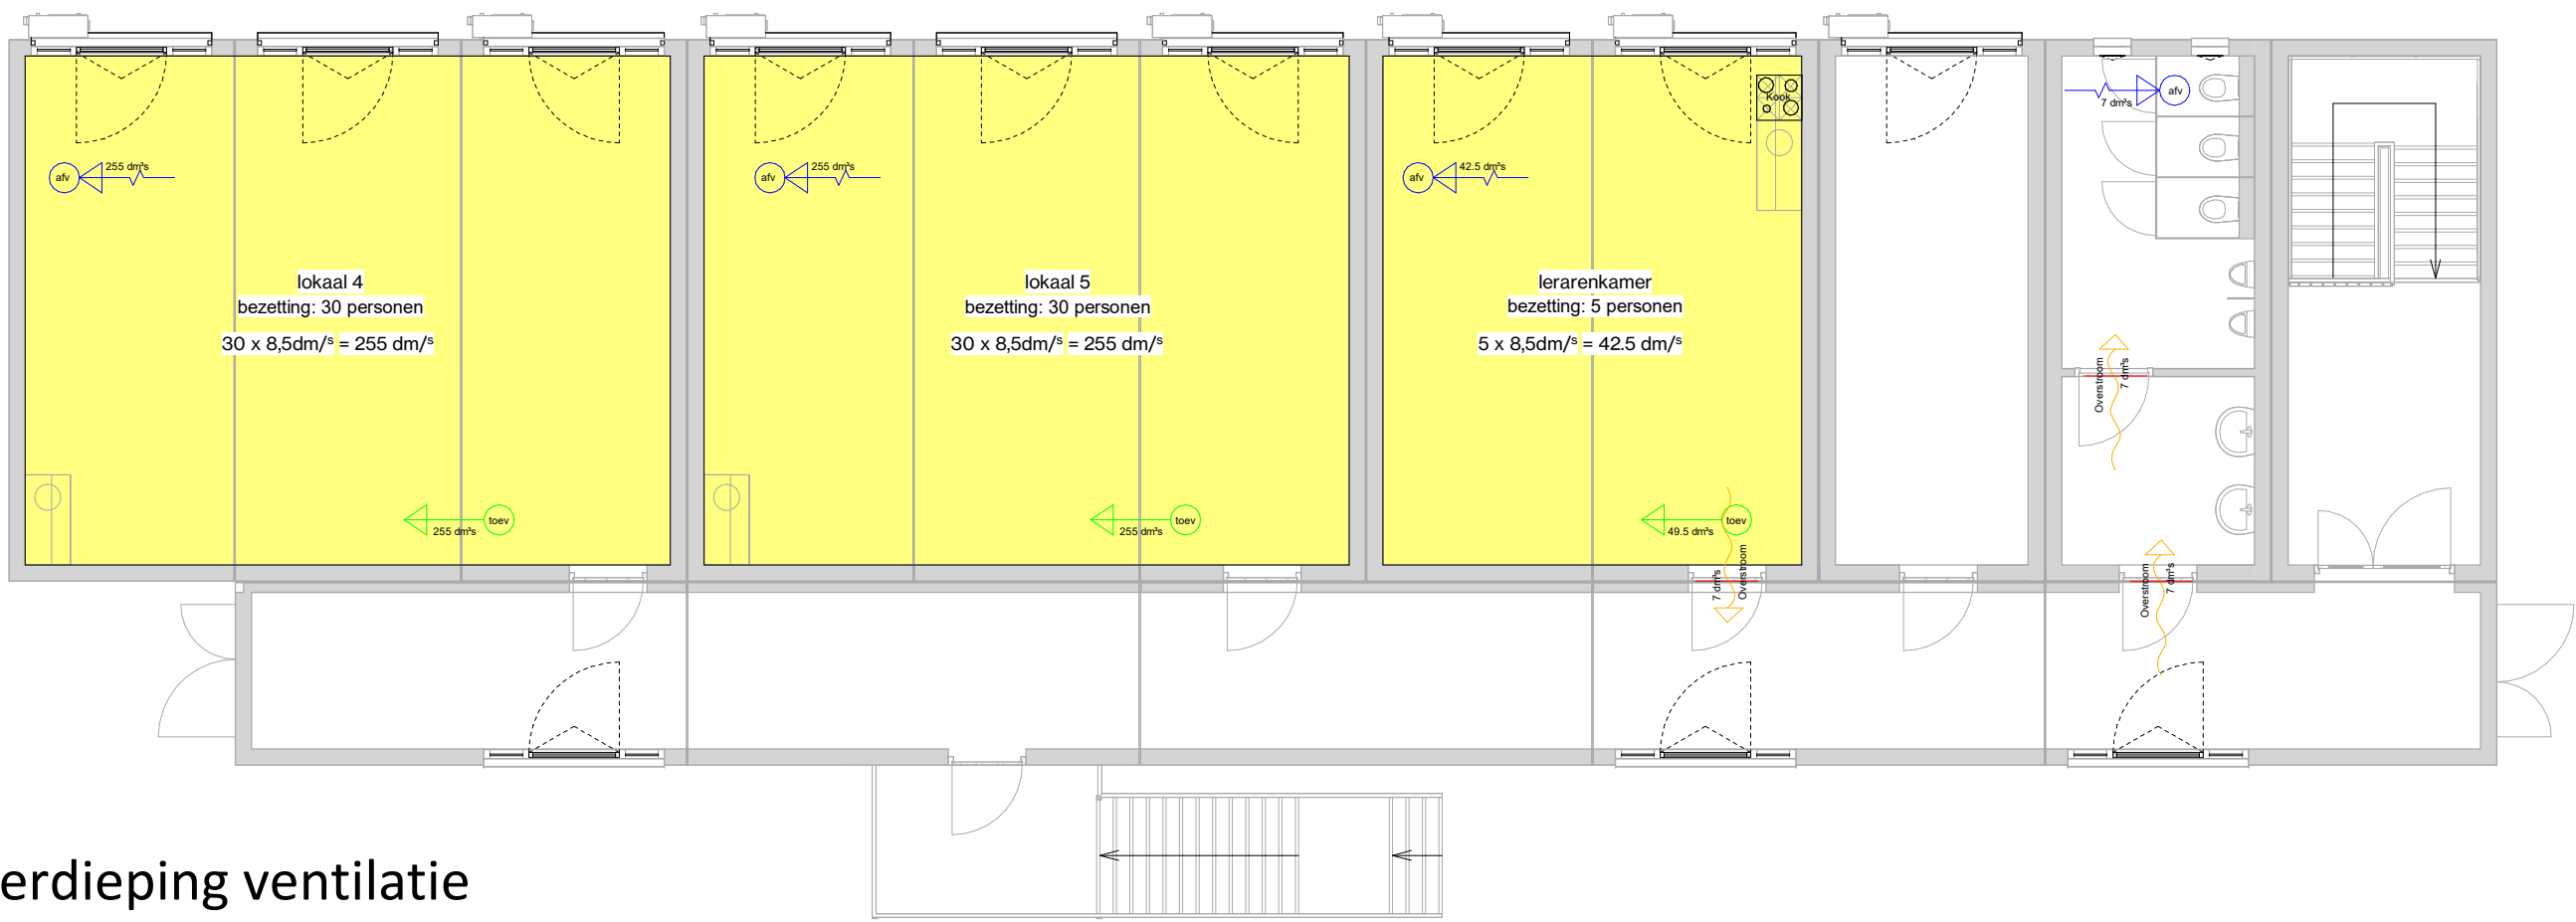 Kook
afv
7 dm³s
afv
255 dm³s
afv
255 dm³s
afv
42.5 dm³s
lokaal 4
bezetting: 30 personen
30 x 8,5dm/ˢ = 255 dm/ˢ
lokaal 5
bezetting: 30 personen
30 x 8,5dm/ˢ = 255 dm/ˢ
lerarenkamer
bezetting: 5 personen
5 x 8,5dm/ˢ = 42.5 dm/ˢ
Overstroom
7 dm³s
toev
255 dm³s
toev
255 dm³s
toev
49.5 dm³s
7 dm³s
Overstroom
Overstroom
7 dm³s
erdieping ventilatie